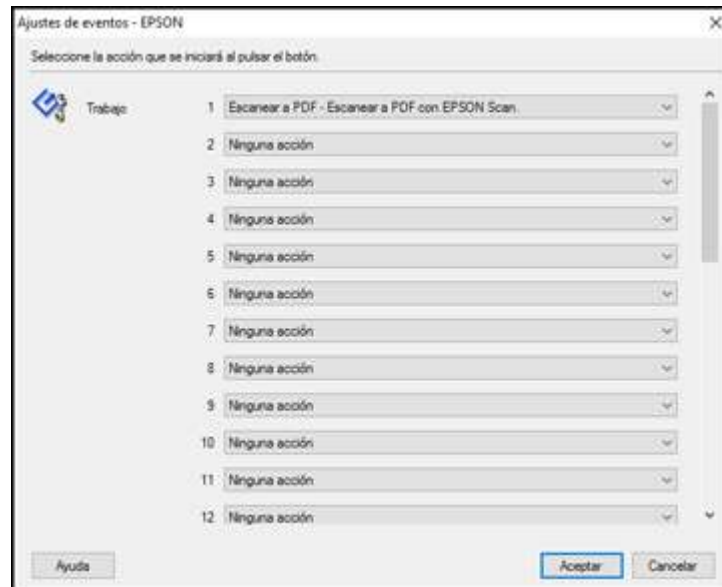 Ajustes de eventos - EPSON
Seleccione la acción que se iniciará al pulsar el botón.
Trabajo 1 Escanear a PDF - Escanear a PDF con EPSON Scan.
2 Ninguna acción
3 Ninguna acción
4 Ninguna acción
5 Ninguna acción
6 Ninguna acción
7 Ninguna acción
8 Ninguna acción
9 Ninguna acción
10 Ninguna acción
11 Ninguna acción
12 Ninguna acción
Ayuda Aceptar Cancelar